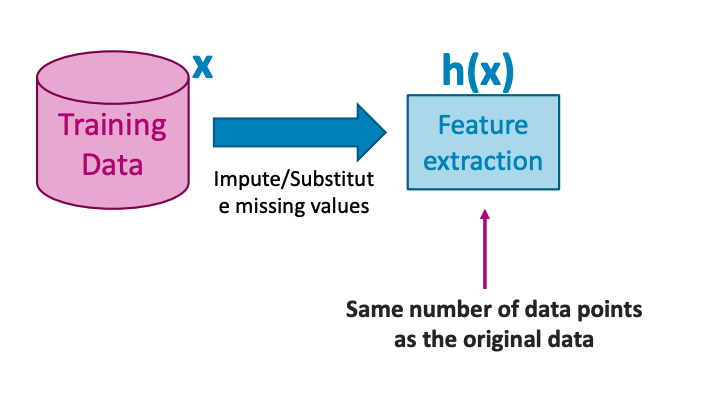 x
h(x)
Training
Data
Feature
extraction
Impute/Substitut
e missing values
Same number of data points
as the original data